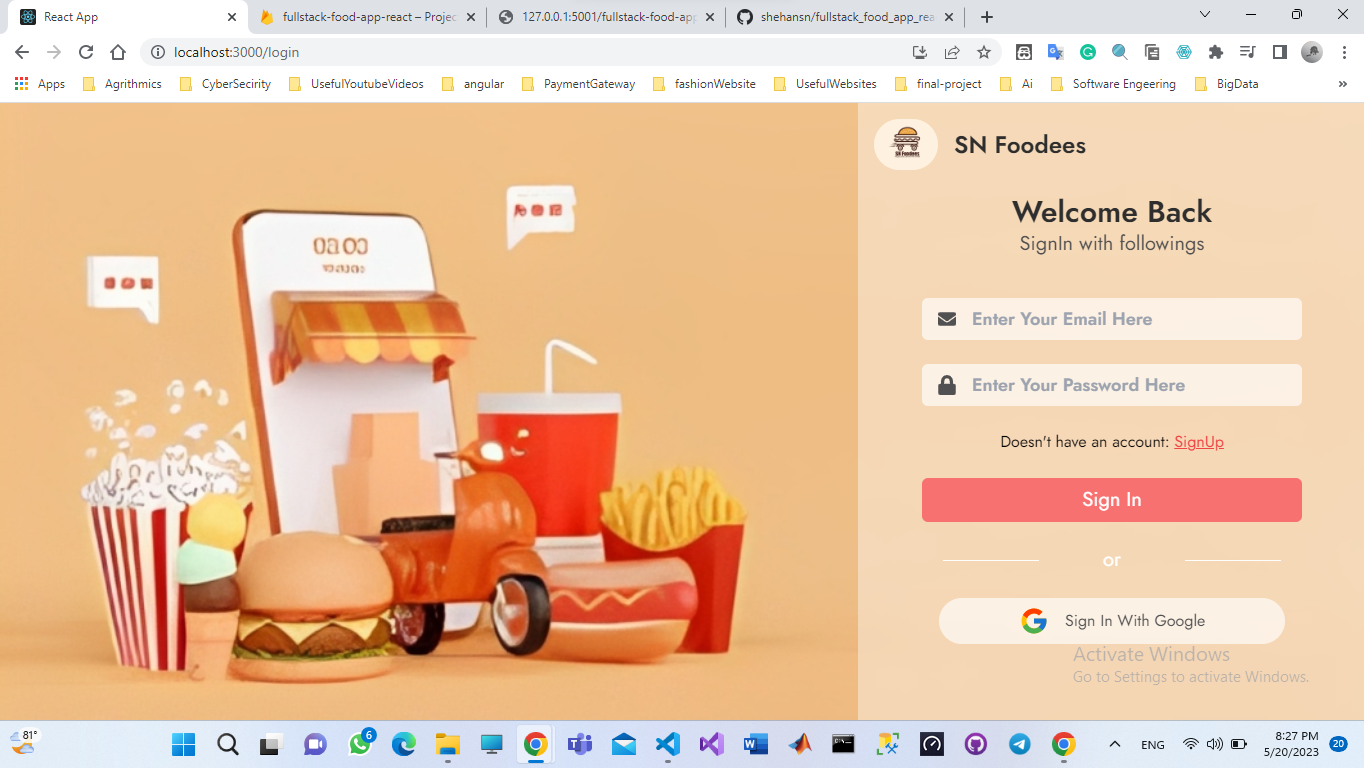 React App
fullstack-food-app-react – Projec
127.0.0.1:5001/fullstack-food-app
shehansn/fullstack_food_app_rea
localhost:3000/login
Apps
Agrithmics
CyberSecirity
UsefulYoutubeVideos
angular
PaymentGateway
fashionWebsite
UsefulWebsites
final-project
Ai
Software Engeering
BigData
»
SN Foodees
SN Foodees
Welcome Back
SignIn with followings
Enter Your Email Here
Enter Your Password Here
Doesn't have an account: SignUp
Sign In
or
Sign In With Google
Activate Windows
Go to Settings to activate Windows.
81°
6
ENG
8:27 PM
5/20/2023
20